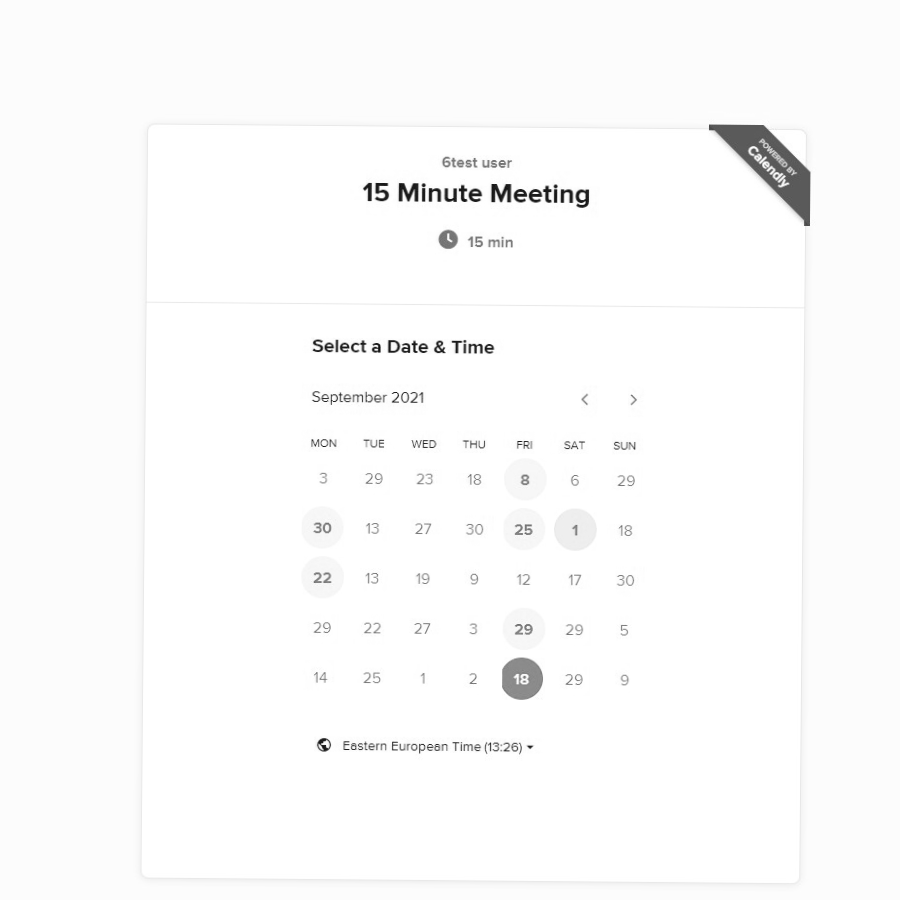 POWERED BY
Calendly
6test user
15 Minute Meeting
15 min
Select a Date & Time
September 2021
MON TUE WED THU FRI SAT SUN
3 29 23 18 8 6 29
30 13 27 30 25 1 18
22 13 19 9 12 17 30
29 22 27 3 29 29 5
14 25 1 2 18 29 9
Eastern European Time (13:26)